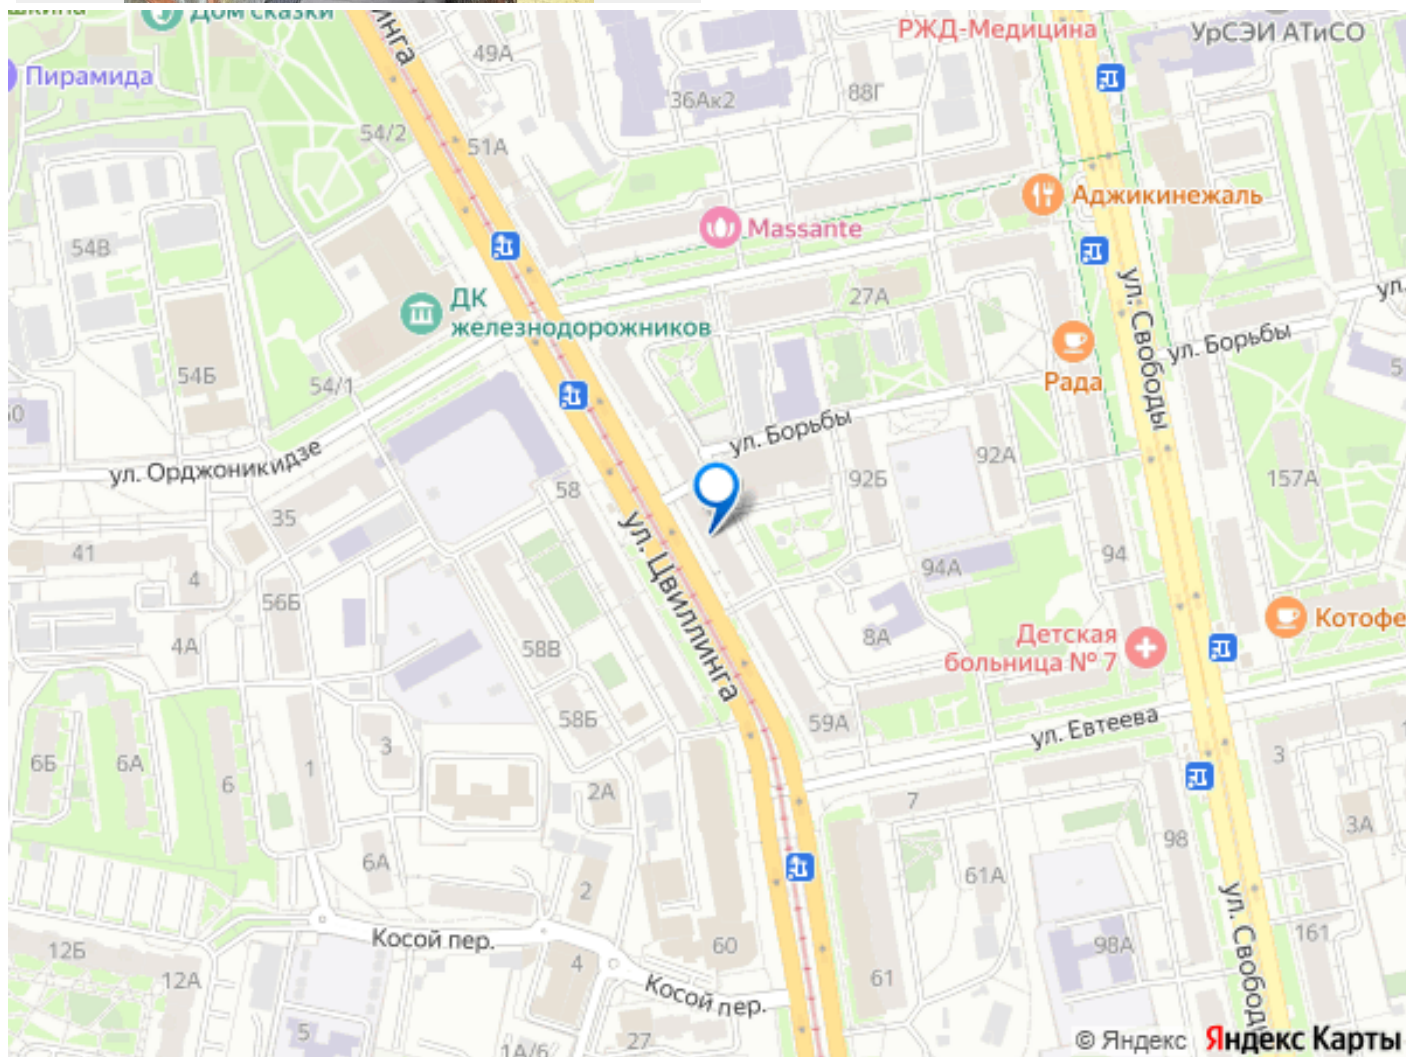 Дом сказки
РЖД-Медицина
УрСЭИ АТиСО
инга
49А
Пирамида
36Ак2
88Г
54/2
51А
Аджикинежаль
Massante
54В
ДК
железнодорожников
27А
ул. Свободы
ул.
ул. Борьбы
Рада
54Б
54/1
5
ул. Борьбы
ул. Орджоникидзе
92А
92Б
157А
58
35
ул. Цвиллинга
41
4
94
94А
56Б
Котофе
4А
8А
Детская
больница № 7
58В
58Б
59А
ул. Евтеева
6Б
6А
6
1
3
3
2А
7
3А
98
6А
2
61А
ул. Свободы
Косой пер.
60
98А
161
12Б
12А
4
61
Косой пер.
5
27
1А/6
© Яндекс Яндекс Карты